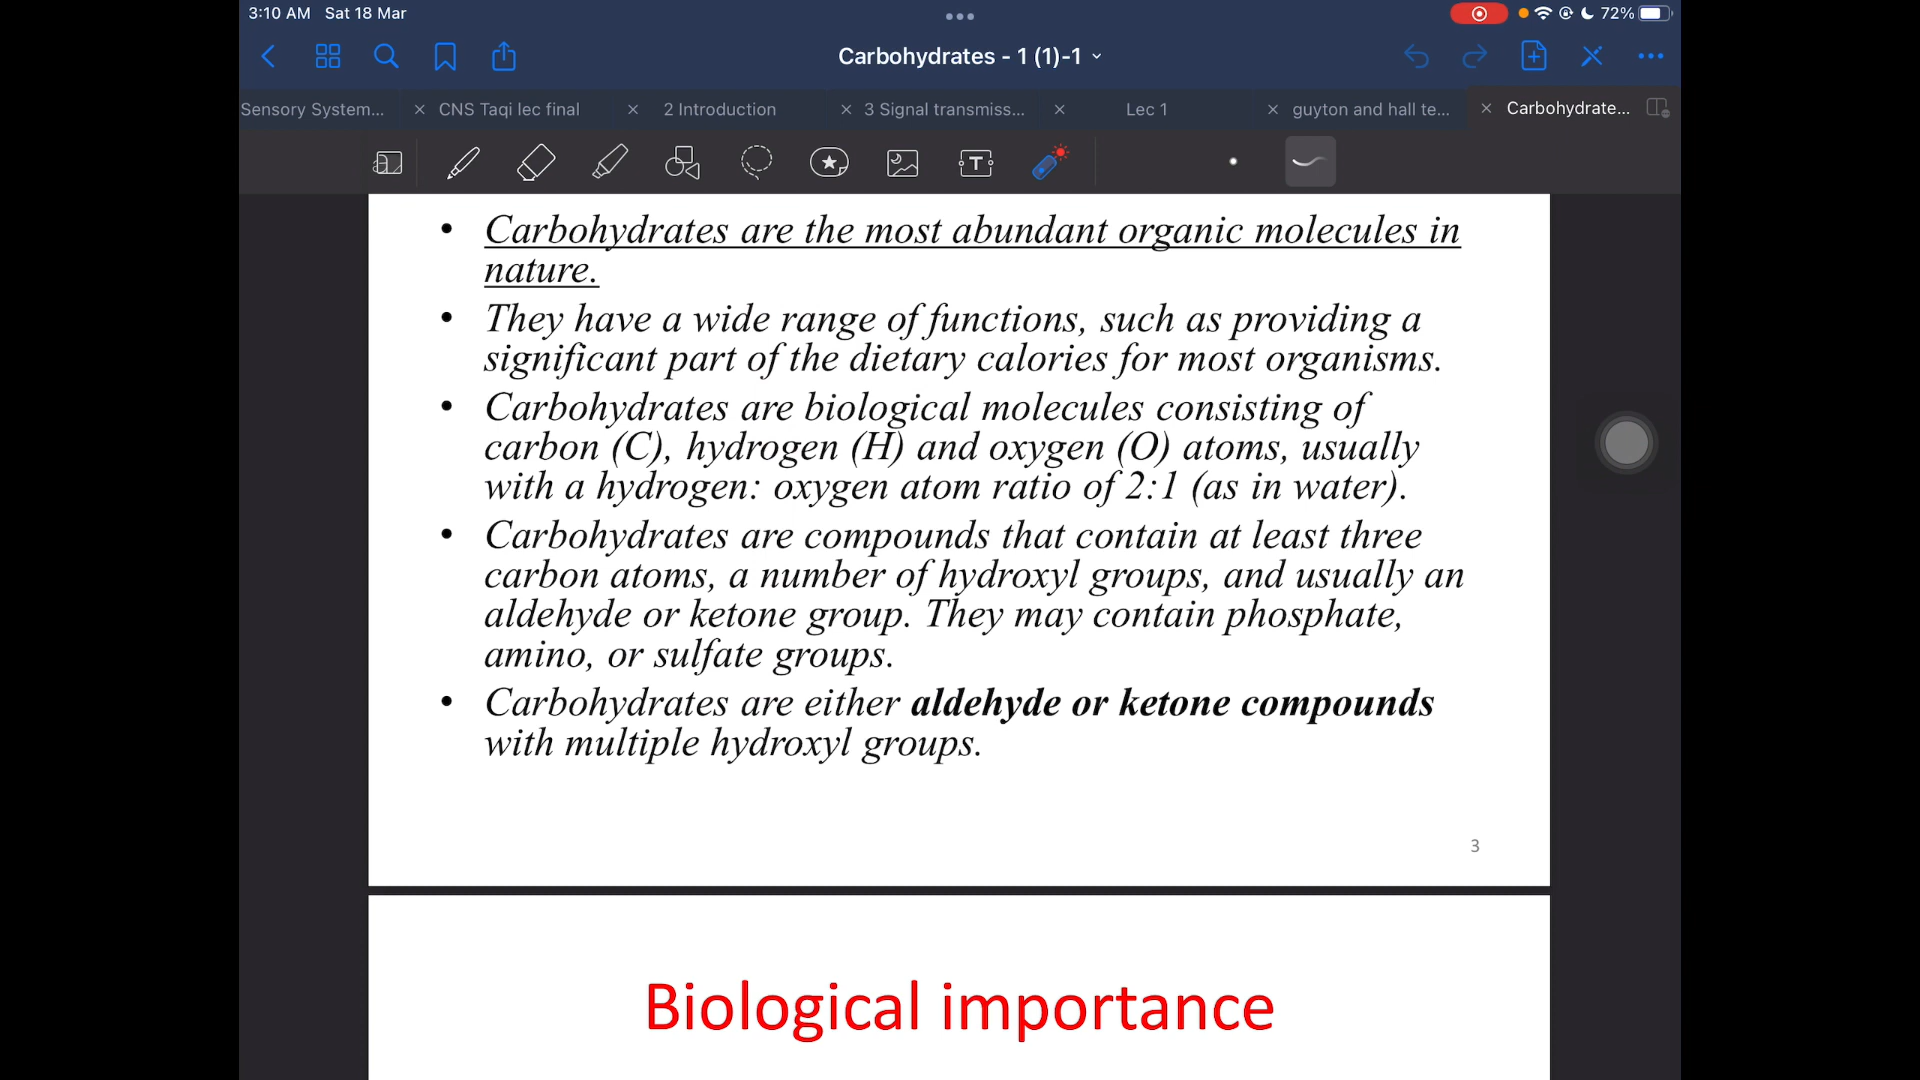 3:10 AM Sat 18 Mar
72%
Carbohydrates - 1 (1)-1
Sensory System... CNS Taqi lec final 2 Introduction 3 Signal transmiss... Lec 1 guyton and hall te... Carbohydrate...
• Carbohydrates are the most abundant organic molecules in
nature.
• They have a wide range of functions, such as providing a
significant part of the dietary calories for most organisms.
• Carbohydrates are biological molecules consisting of
carbon (C), hydrogen (H) and oxygen (O) atoms, usually
with a hydrogen: oxygen atom ratio of 2:1 (as in water).
• Carbohydrates are compounds that contain at least three
carbon atoms, a number of hydroxyl groups, and usually an
aldehyde or ketone group. They may contain phosphate,
amino, or sulfate groups.
• Carbohydrates are either aldehyde or ketone compounds
with multiple hydroxyl groups.
3
Biological importance